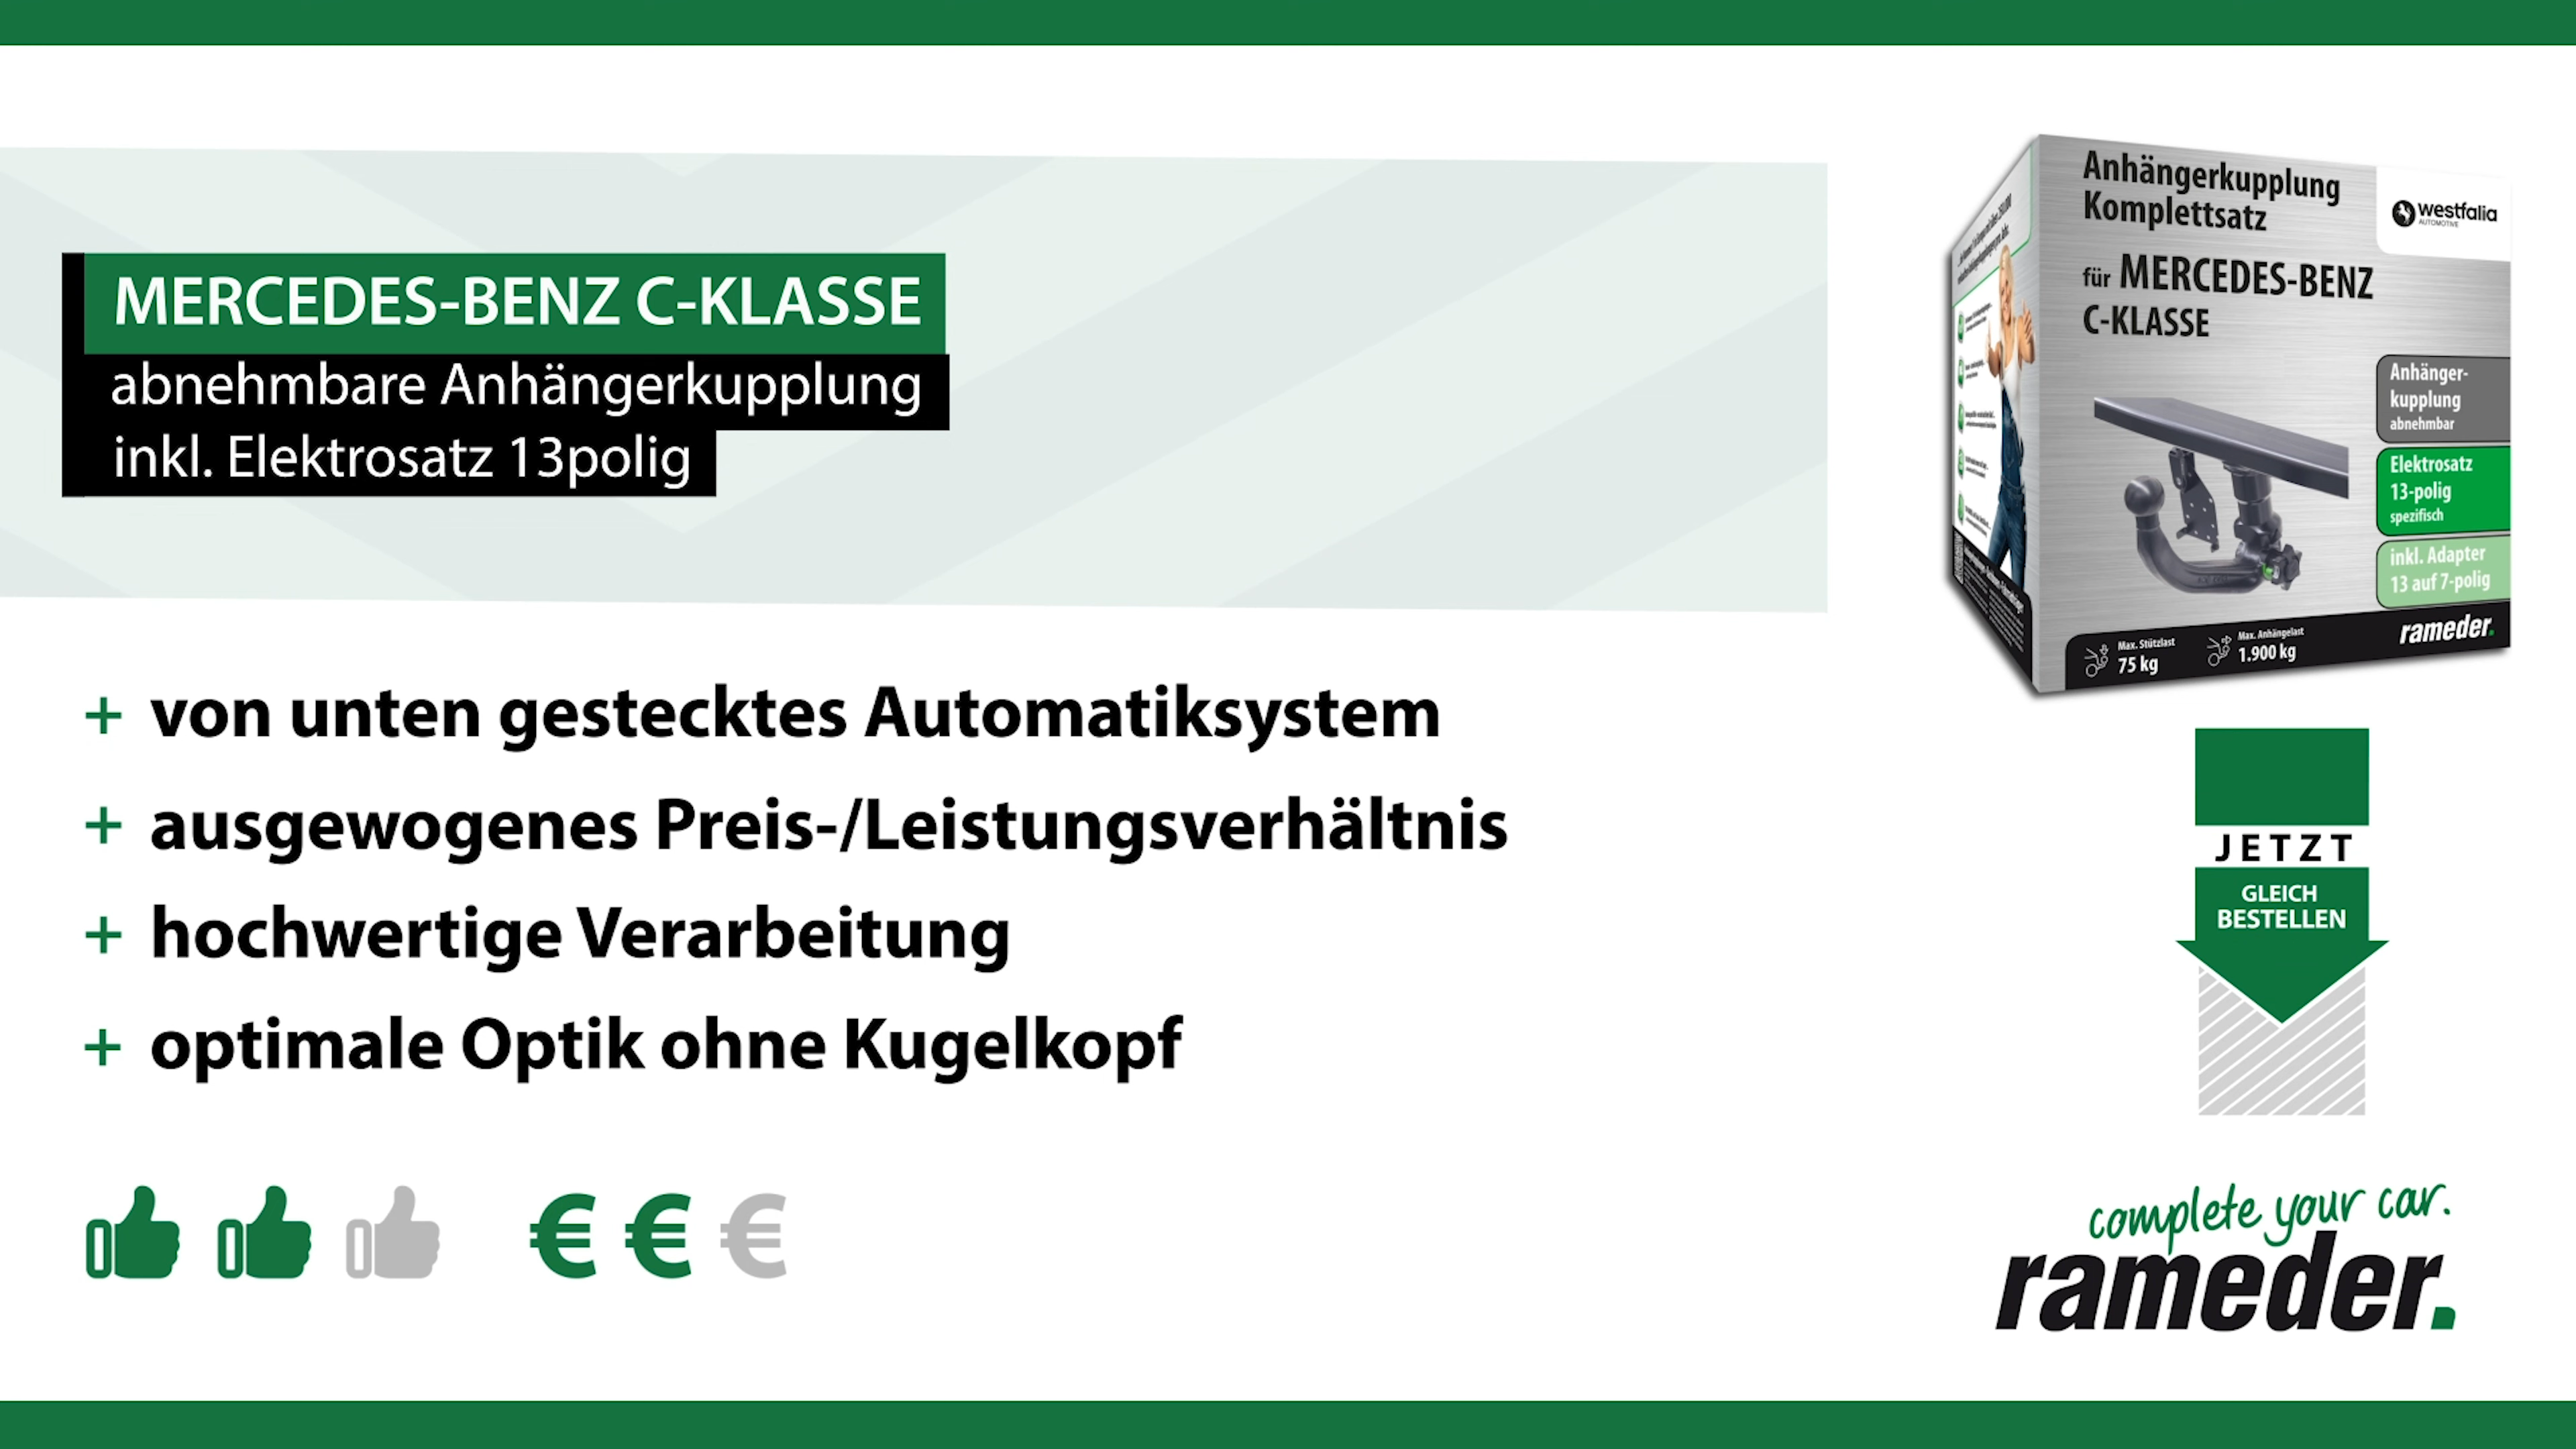 MERCEDES-BENZ C-KLASSE
abnehmbare Anhängerkupplung
inkl. Elektrosatz 13polig
+ von unten gestecktes Automatiksystem
+ ausgewogenes Preis-/Leistungsverhältnis
+ hochwertige Verarbeitung
+ optimale Optik ohne Kugelkopf
€ € €
Anhängerkupplung
Komplettsatz
für MERCEDES-BENZ
C-KLASSE
westfalia
AUTOMOTIVE
Anhänger-
kupplung
abnehmbar
Elektrosatz
13-polig
spezifisch
inkl. Adapter
13 auf 7-polig
Max. Stützlast
75 kg
Max. Anhängelast
1.900 kg
rameder.
JETZT
GLEICH
BESTELLEN
complete your car.
rameder.